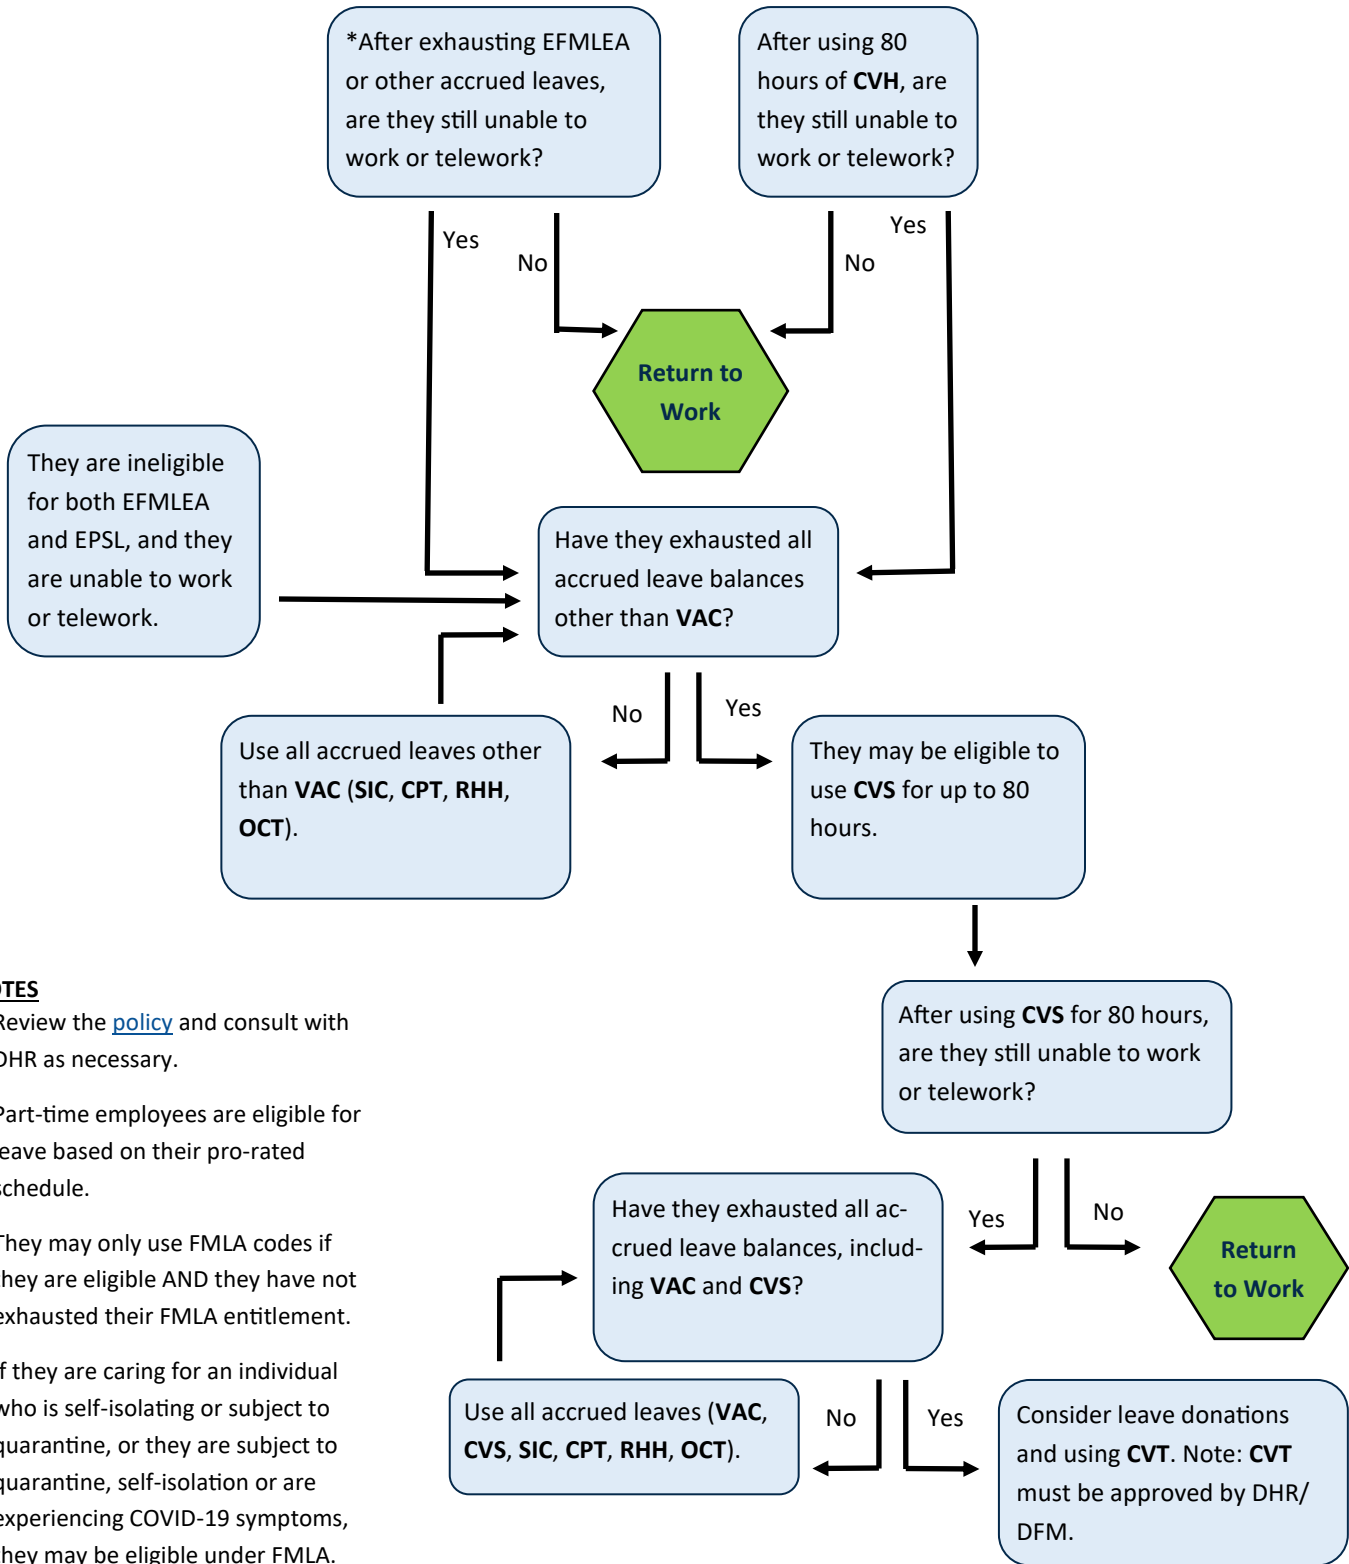 *After exhausting EFMLEA
or other accrued leaves,
are they still unable to
work or telework?
After using 80
hours of CVH, are
they still unable to
work or telework?
Yes
No
No
Yes
Return to
Work
They are ineligible
for both EFMLEA
and EPSL, and they
are unable to work
or telework.
Have they exhausted all
accrued leave balances
other than VAC?
No
Yes
Use all accrued leaves other
than VAC (SIC, CPT, RHH,
OCT).
They may be eligible to
use CVS for up to 80
hours.
After using CVS for 80 hours,
are they still unable to work
or telework?
Yes
No
Return
to Work
Have they exhausted all ac-
crued leave balances, includ-
ing VAC and CVS?
No
Yes
Use all accrued leaves (VAC,
CVS, SIC, CPT, RHH, OCT).
Consider leave donations
and using CVT. Note: CVT
must be approved by DHR/
DFM.
OTES
Review the policy and consult with
DHR as necessary.
Part-time employees are eligible for
leave based on their pro-rated
schedule.
They may only use FMLA codes if
they are eligible AND they have not
exhausted their FMLA entitlement.
If they are caring for an individual
who is self-isolating or subject to
quarantine, or they are subject to
quarantine, self-isolation or are
experiencing COVID-19 symptoms,
they may be eligible under FMLA.